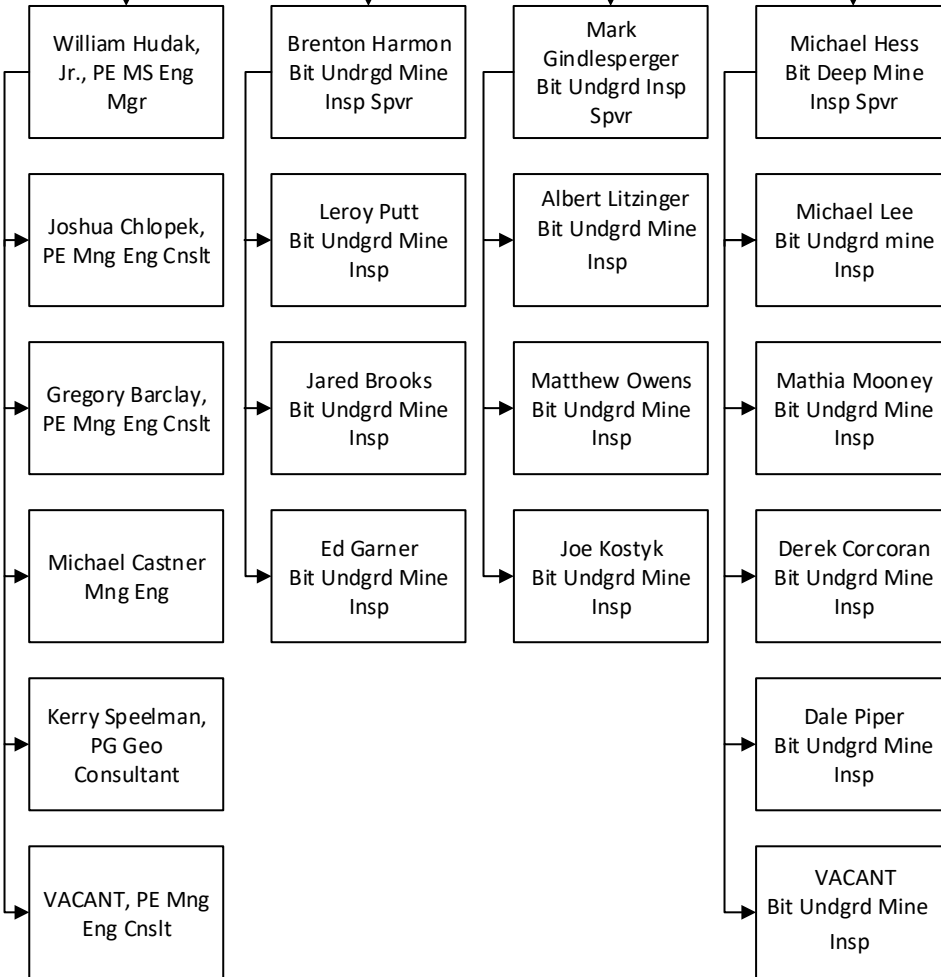 William Hudak,
Jr., PE MS Eng
Mgr
Joshua Chlopek,
PE Mng Eng Cnslt
Gregory Barclay,
PE Mng Eng Cnslt
Michael Castner
Mng Eng
Kerry Speelman,
PG Geo
Consultant
VACANT, PE Mng
Eng Cnslt
Brenton Harmon
Bit Undrgd Mine
Insp Spvr
Leroy Putt
Bit Undgrd Mine
Insp
Jared Brooks
Bit Undgrd Mine
Insp
Ed Garner
Bit Undgrd Mine
Insp
Mark
Gindlesperger
Bit Undgrd Insp
Spvr
Albert Litzinger
Bit Undgrd Mine
Insp
Matthew Owens
Bit Undgrd Mine
Insp
Joe Kostyk
Bit Undgrd Mine
Insp
Michael Hess
Bit Deep Mine
Insp Spvr
Michael Lee
Bit Undgrd mine
Insp
Mathia Mooney
Bit Undgrd Mine
Insp
Derek Corcoran
Bit Undgrd Mine
Insp
Dale Piper
Bit Undgrd Mine
Insp
VACANT
Bit Undgrd Mine
Insp